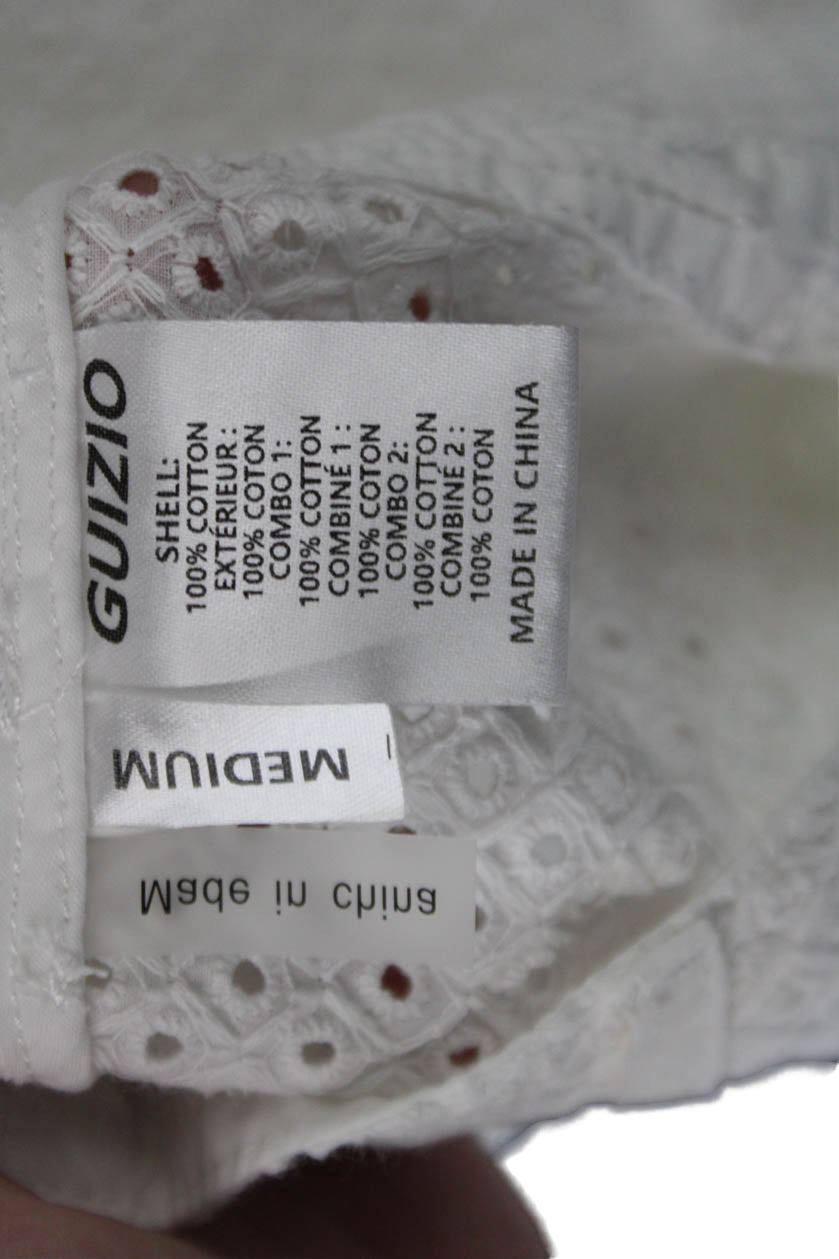 GUIZIO
SHELL:
100% COTTON
EXTÉRIEUR :
100% COTON
COMBO 1:
100% COTTON
COMBINÉ 1 :
100% COTON
COMBO 2:
100% COTTON
COMBINÉ 2 :
100% COTON
MADE IN CHINA
MEDIUM
Made in china